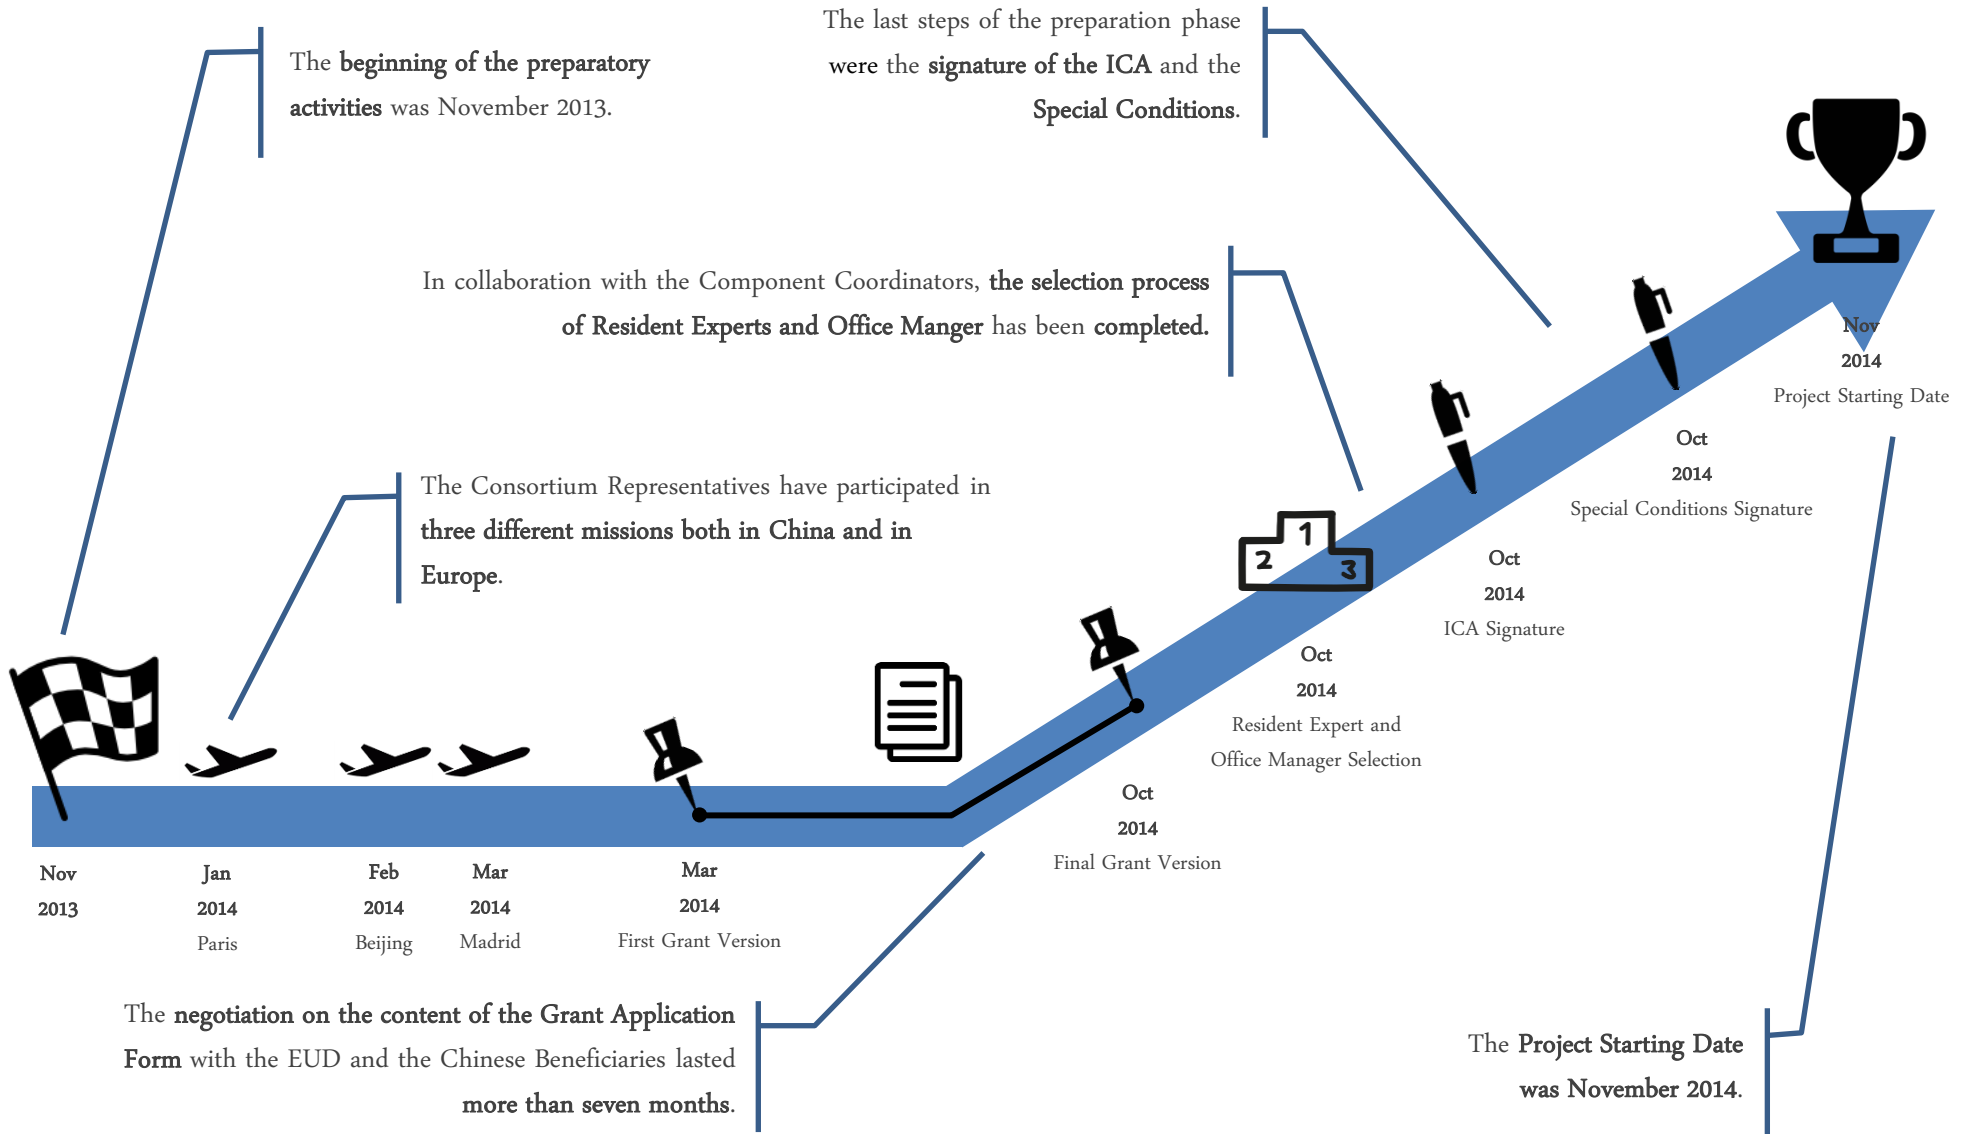 The beginning of the preparatory
activities was November 2013.
The last steps of the preparation phase
were the signature of the ICA and the
Special Conditions.
In collaboration with the Component Coordinators, the selection process
of Resident Experts and Office Manger has been completed.
The Consortium Representatives have participated in
three different missions both in China and in
Europe.
1
2
3
Nov
2013
Jan
2014
Paris
Feb
2014
Beijing
Mar
2014
Madrid
Mar
2014
First Grant Version
Oct
2014
Final Grant Version
Oct
2014
Resident Expert and
Office Manager Selection
Oct
2014
ICA Signature
Oct
2014
Special Conditions Signature
Nov
2014
Project Starting Date
The negotiation on the content of the Grant Application
Form with the EUD and the Chinese Beneficiaries lasted
more than seven months.
The Project Starting Date
was November 2014.